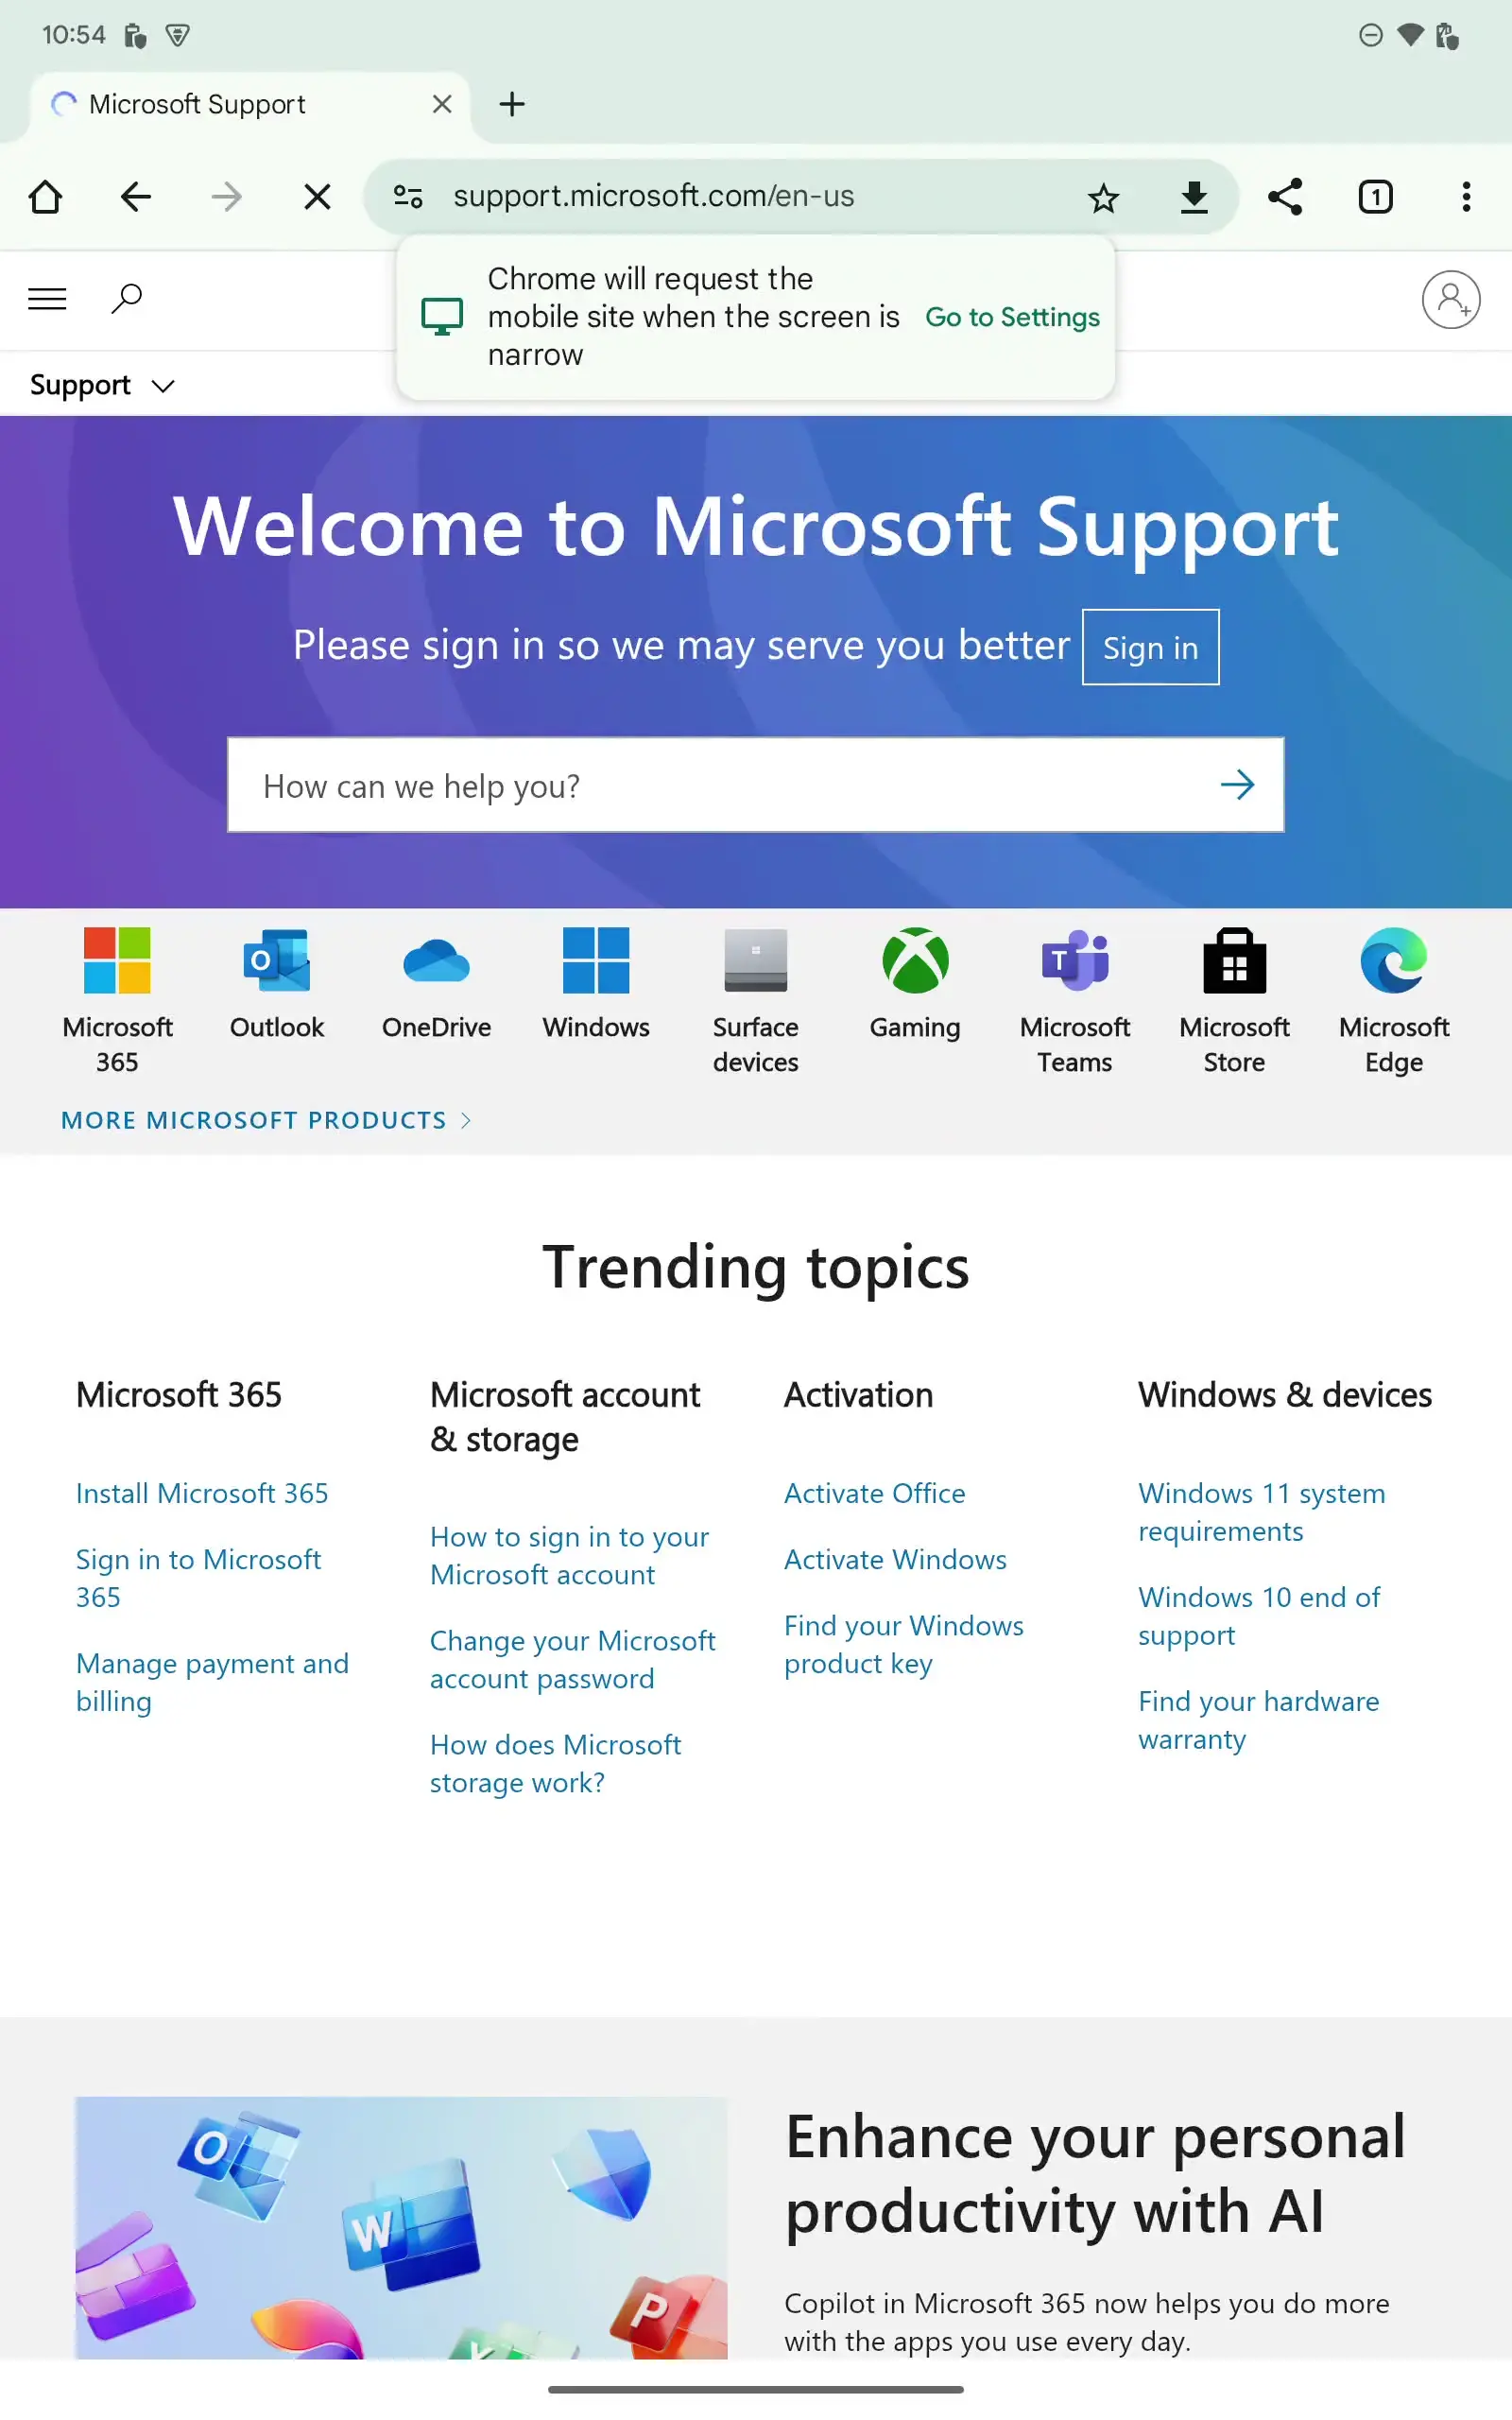 10:54
Microsoft Support
support.microsoft.com/en-us
1
Chrome will request the
mobile site when the screen is
narrow
Go to Settings
Support
Welcome to Microsoft Support
Please sign in so we may serve you better
Sign in
How can we help you?
Microsoft
365
Outlook
OneDrive
Windows
Surface
devices
Gaming
Microsoft
Teams
Microsoft
Store
Microsoft
Edge
MORE MICROSOFT PRODUCTS
Trending topics
Microsoft 365
Install Microsoft 365
Sign in to Microsoft
365
Manage payment and
billing
Microsoft account
& storage
How to sign in to your
Microsoft account
Change your Microsoft
account password
How does Microsoft
storage work?
Activation
Activate Office
Activate Windows
Find your Windows
product key
Windows & devices
Windows 11 system
requirements
Windows 10 end of
support
Find your hardware
warranty
O
W
P
Enhance your personal
productivity with AI
Copilot in Microsoft 365 now helps you do more
with the apps you use every day.